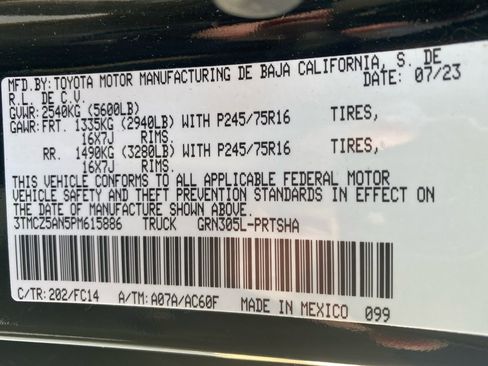 MFD.BY:TOYOTA MOTOR MANUFACTURING DE BAJA CALIFORNIA, S. DE
R.L. DE C.V. DATE: 07/23
GVWR:2540KG (5600LB)
GAWR:FRT. 1335KG (2940LB) WITH P245/75R16 TIRES,
16X7J RIMS.
RR. 1490KG (3280LB) WITH P245/75R16 TIRES,
16X7J RIMS.
THIS VEHICLE CONFORMS TO ALL APPLICABLE FEDERAL MOTOR
VEHICLE SAFETY AND THEFT PREVENTION STANDARDS IN EFFECT ON
THE DATE OF MANUFACTURE SHOWN ABOVE.
3TMCZ5AN5PM615886 TRUCK GRN305L-PRTSHA
C/TR:202/FC14 A/TM:A07A/AC60F MADE IN MEXICO 099